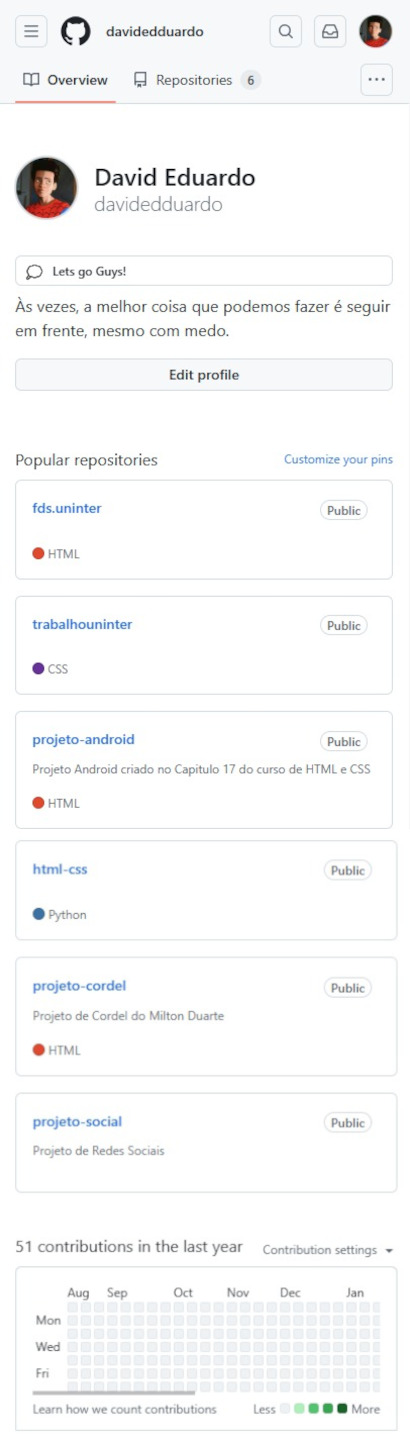 davidedduardo
Overview
Repositories 6
David Eduardo
davidedduardo
Lets go Guys!
Às vezes, a melhor coisa que podemos fazer é seguir
em frente, mesmo com medo.
Edit profile
Popular repositories
Customize your pins
fds.uninter
Public
HTML
trabalhouninter
Public
CSS
projeto-android
Public
Projeto Android criado no Capitulo 17 do curso de HTML e CSS
HTML
html-css
Public
Python
projeto-cordel
Public
Projeto de Cordel do Milton Duarte
HTML
projeto-social
Public
Projeto de Redes Sociais
51 contributions in the last year
Contribution settings
Aug Sep Oct Nov Dec Jan
Mon
Wed
Fri
Learn how we count contributions
Less More